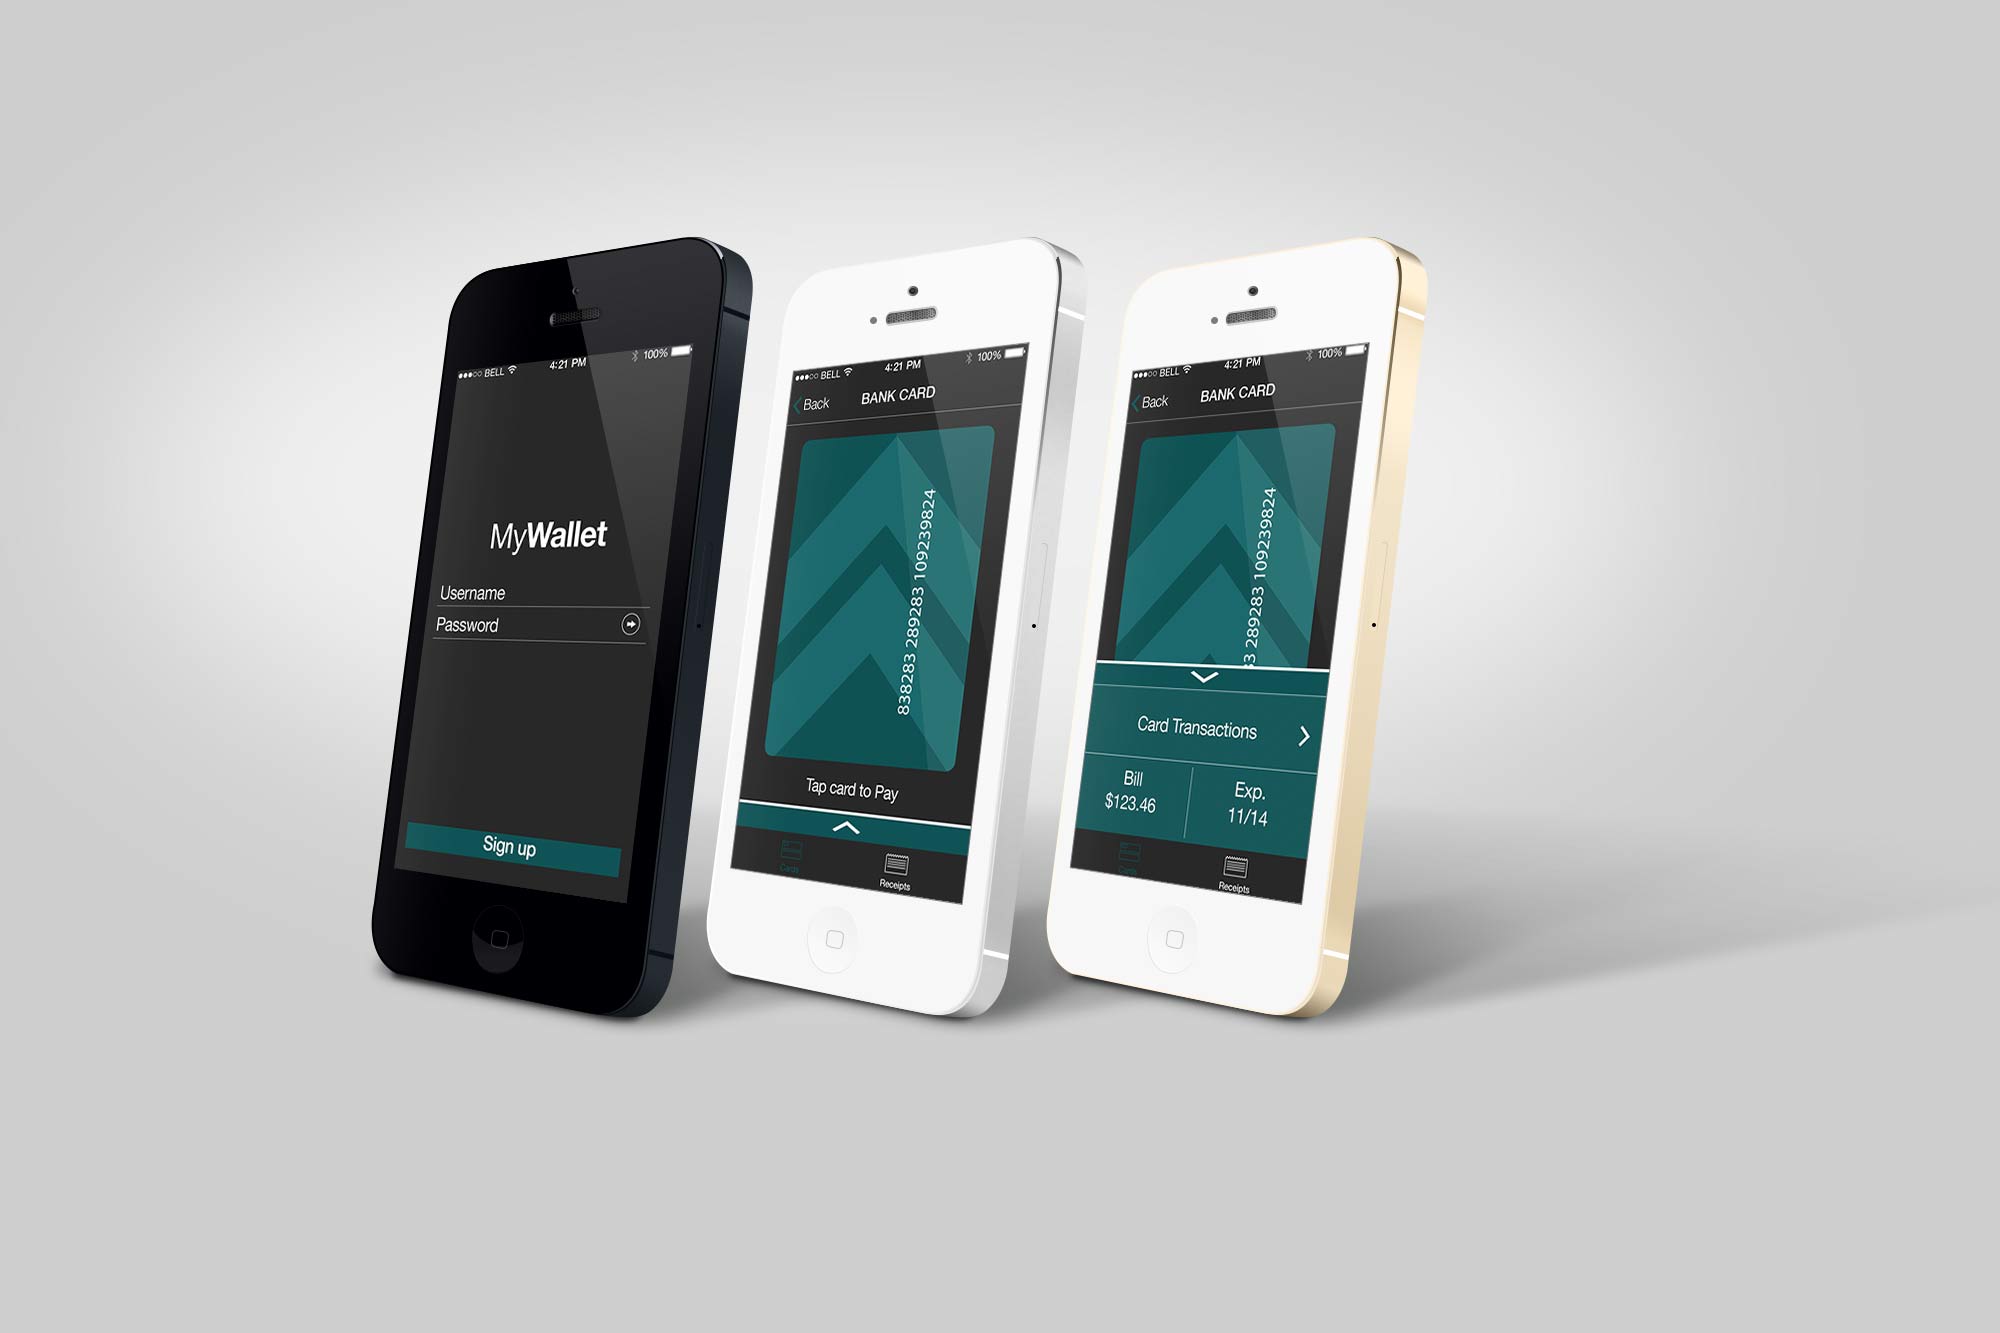 ●●●○○ BELL 4:21 PM 100%
MyWallet
Username
Password
Sign up
●●●○○ BELL 4:21 PM 100%
Back BANK CARD
838283 289283 109239824
Tap card to Pay
Cards Receipts
●●●○○ BELL 4:21 PM 100%
Back BANK CARD
33 289283 109239824
Card Transactions
Bill Exp.
$123.46 11/14
Cards Receipts